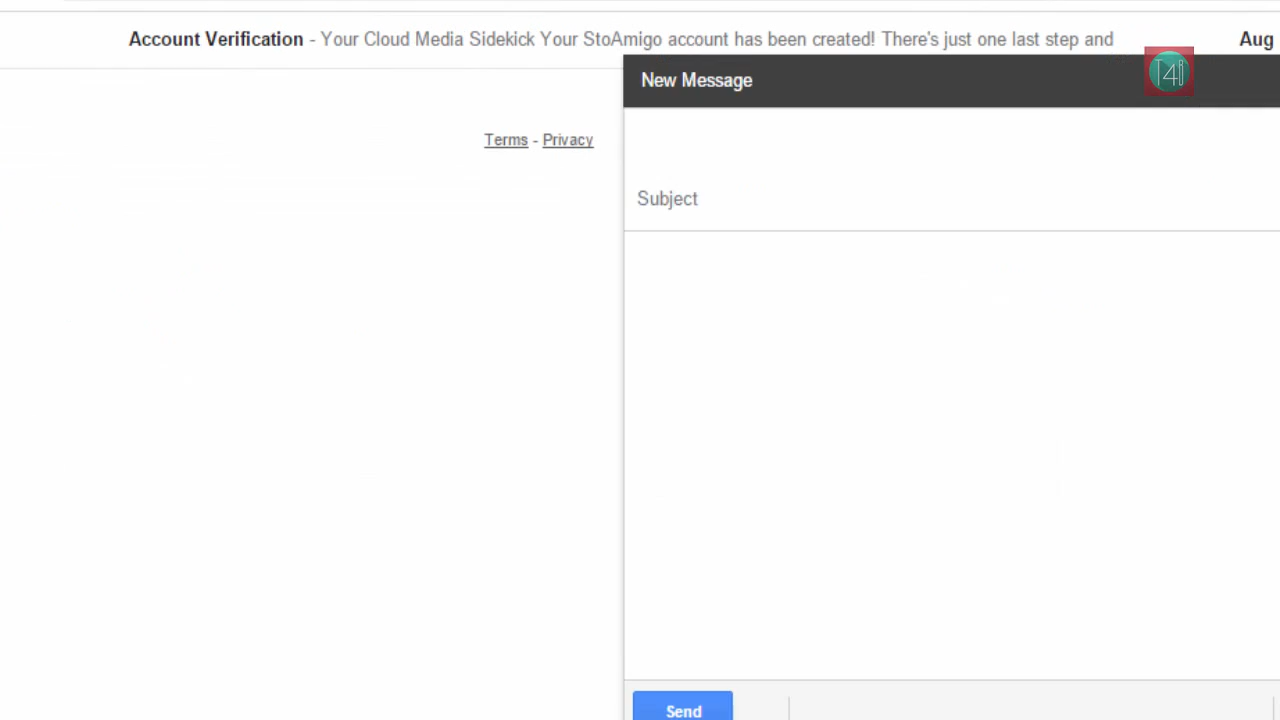 Account Verification - Your Cloud Media Sidekick Your StoAmigo account has been created! There's just one last step and Aug
New Message
T4i
Terms - Privacy
Subject
Send